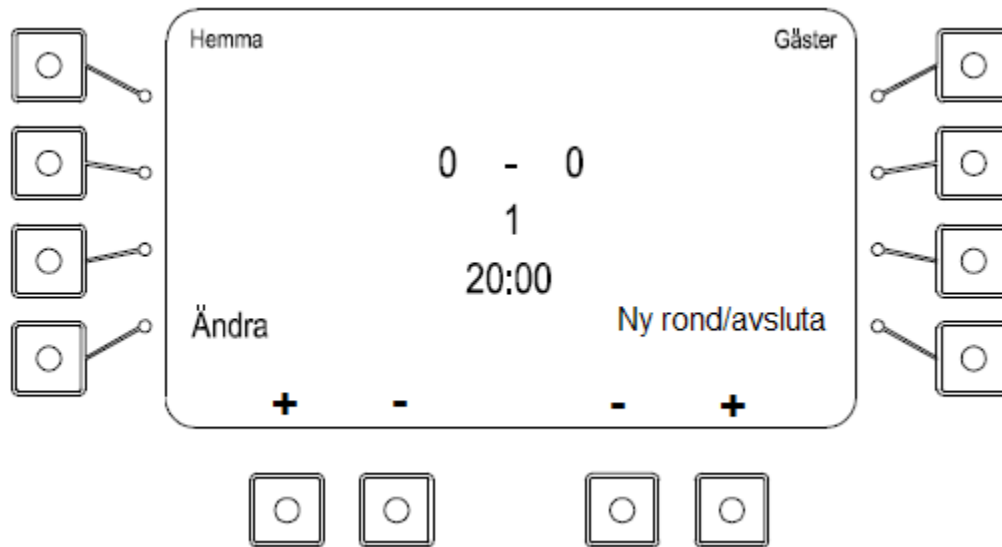 Hemma Gäster
0 - 0
1
20:00
Ändra Ny rond/avsluta
+ - - +